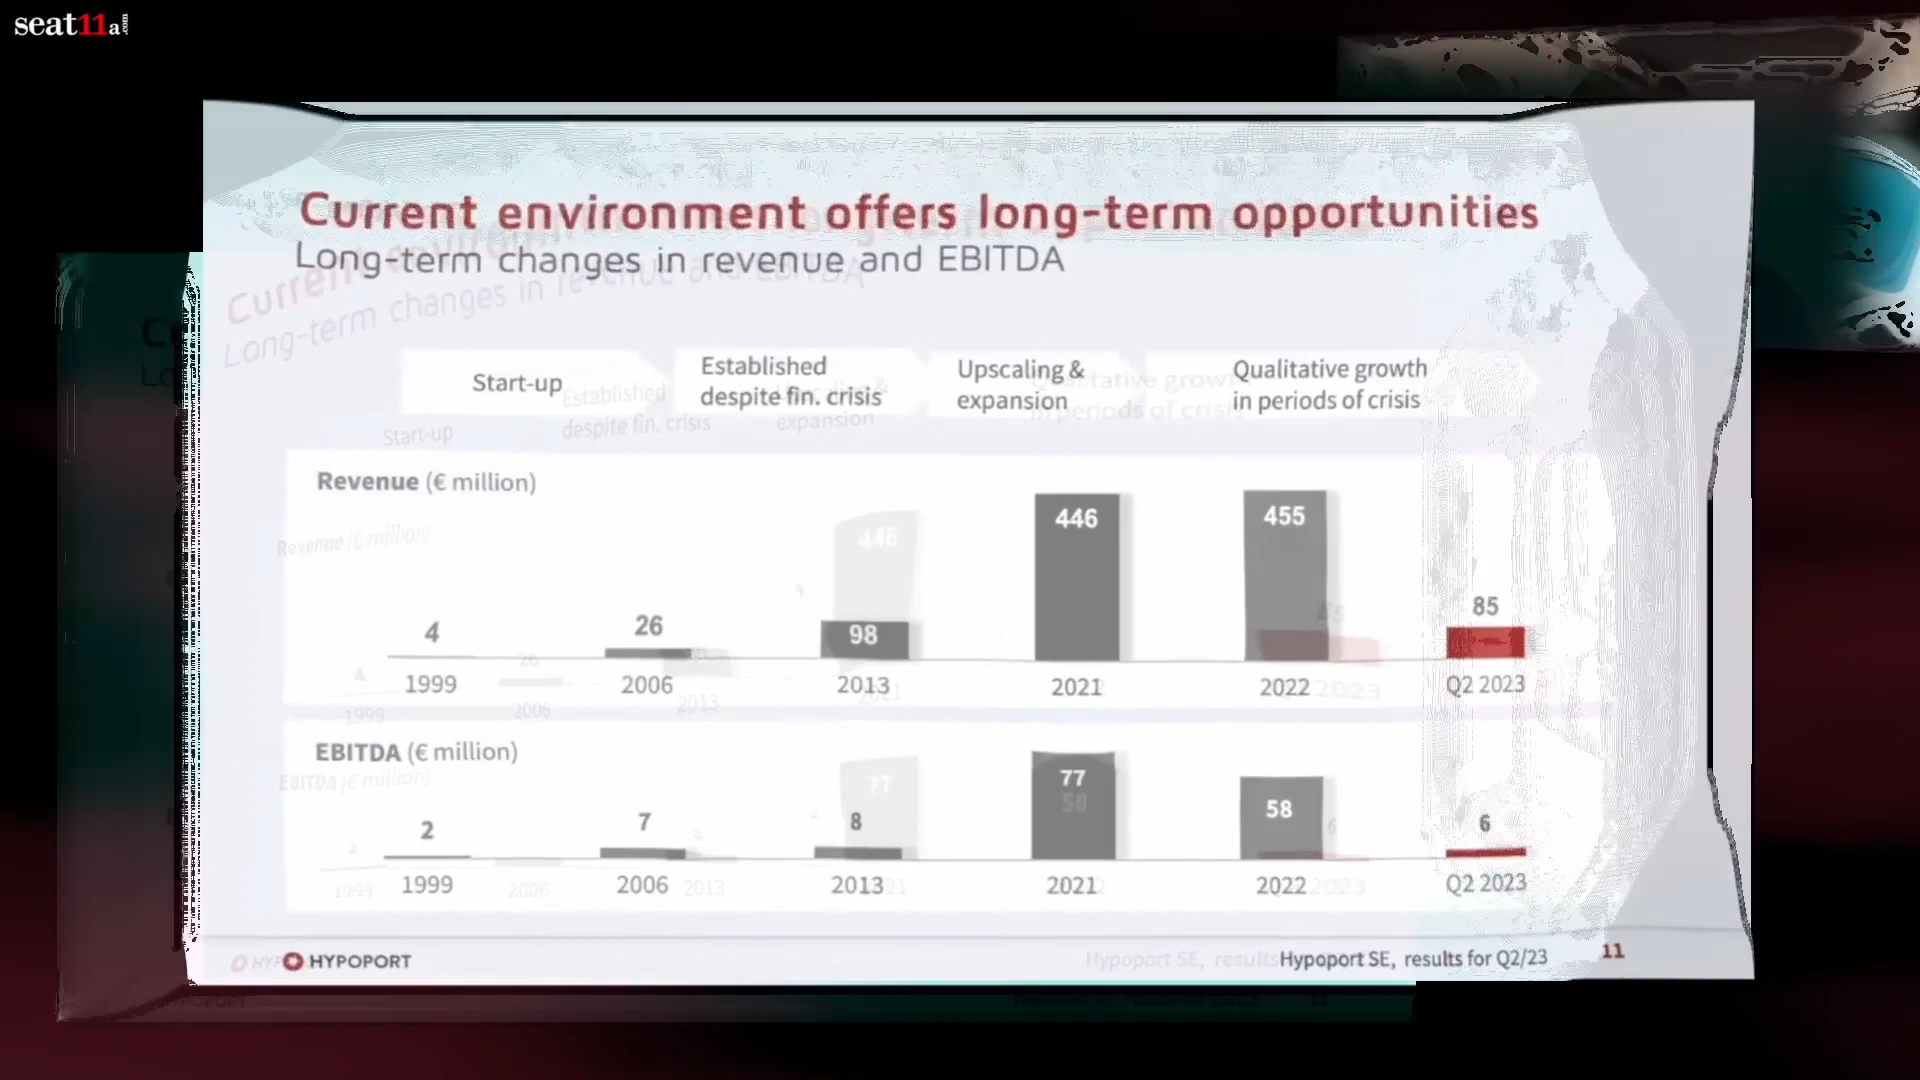 seat11a.com
Current environment offers long-term opportunities
Long-term changes in revenue and EBITDA
Start-up
Established
despite fin. crisis
Upscaling &
expansion
Qualitative growth
in periods of crisis
Revenue (€ million)
4
26
98
446
455
85
1999
2006
2013
2021
2022
Q2 2023
EBITDA (€ million)
2
7
8
77
58
6
1999
2006
2013
2021
2022
Q2 2023
HYPOPORT
Hypoport SE, results for Q2/23
11